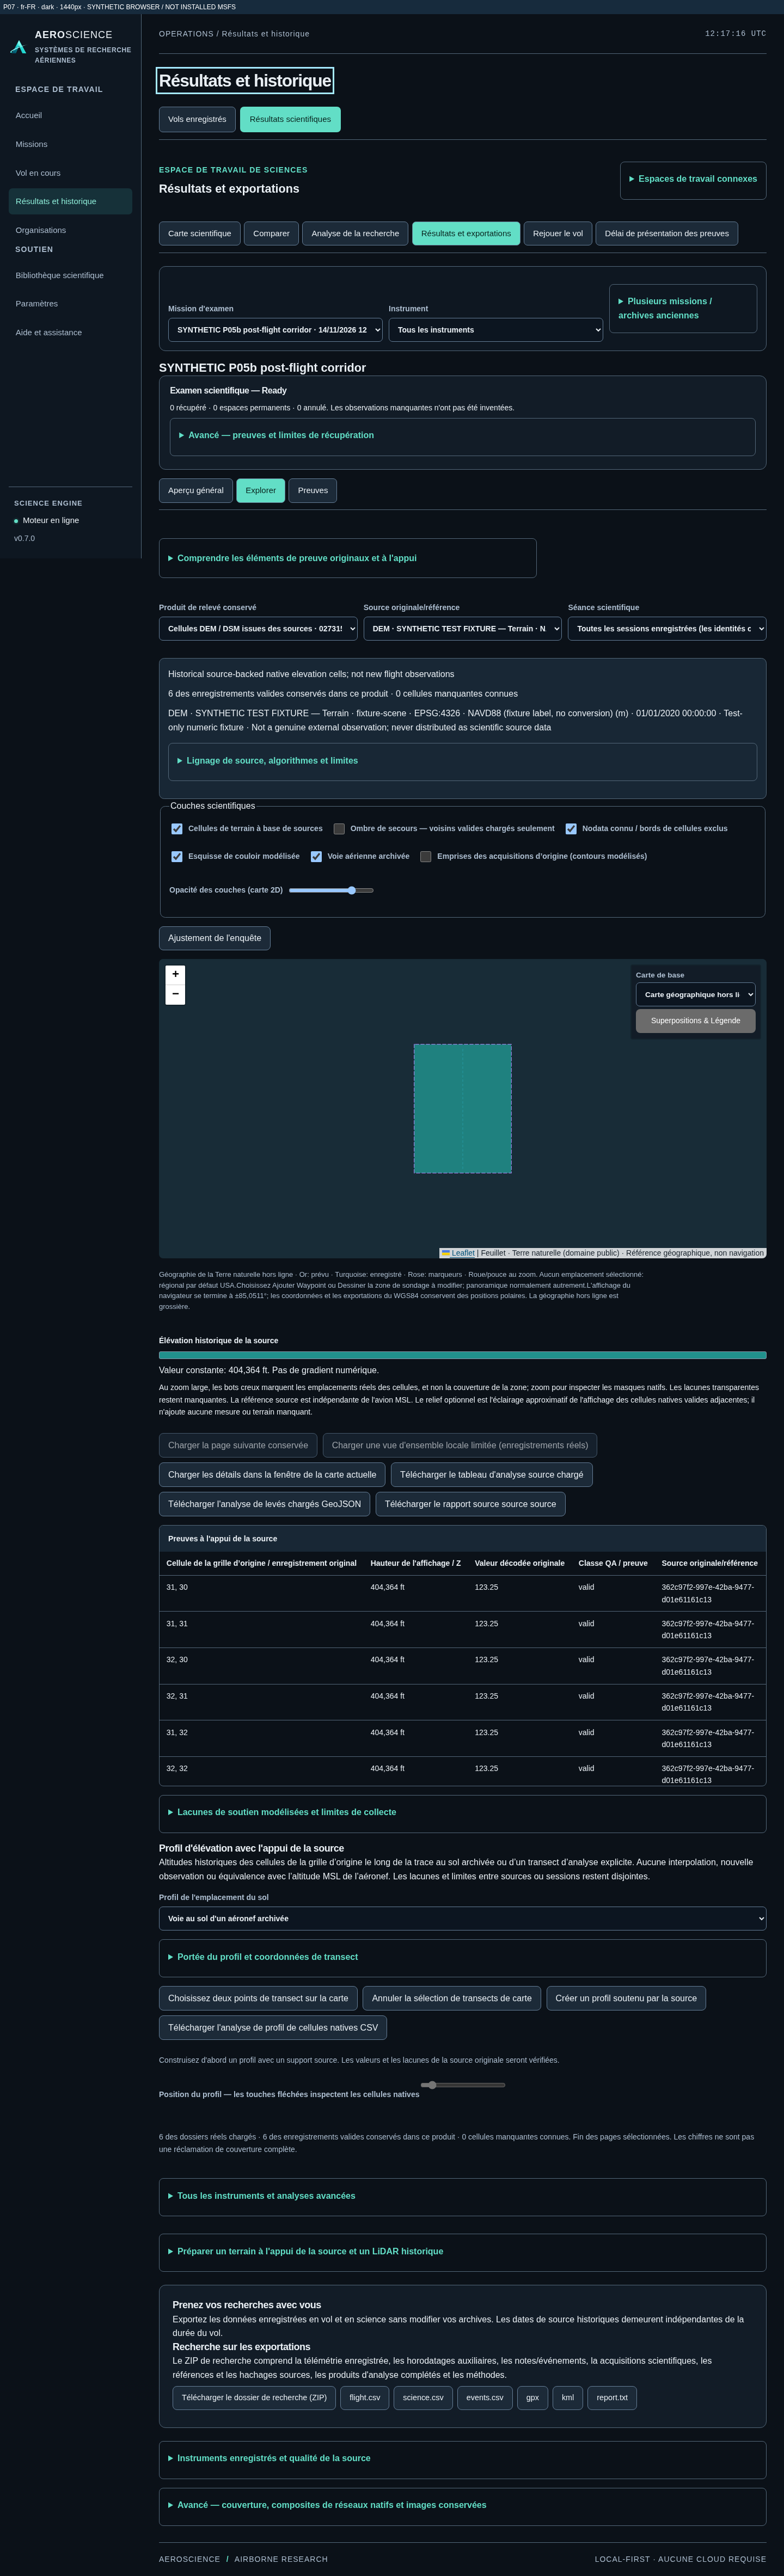 P07 · fr-FR · dark · 1440px · SYNTHETIC BROWSER / NOT INSTALLED MSFS
AEROSCIENCE
SYSTÈMES DE RECHERCHE
AÉRIENNES
ESPACE DE TRAVAIL
Accueil
Missions
Vol en cours
Résultats et historique
Organisations
SOUTIEN
Bibliothèque scientifique
Paramètres
Aide et assistance
SCIENCE ENGINE
Moteur en ligne
v0.7.0
OPERATIONS / Résultats et historique
12:17:16 UTC
Résultats et historique
Vols enregistrés
Résultats scientifiques
ESPACE DE TRAVAIL DE SCIENCES
Résultats et exportations
Espaces de travail connexes
Carte scientifique
Comparer
Analyse de la recherche
Résultats et exportations
Rejouer le vol
Délai de présentation des preuves
Mission d'examen
SYNTHETIC P05b post-flight corridor · 14/11/2026 12
Instrument
Tous les instruments
Plusieurs missions /
archives anciennes
SYNTHETIC P05b post-flight corridor
Examen scientifique — Ready
0 récupéré · 0 espaces permanents · 0 annulé. Les observations manquantes n'ont pas été inventées.
Avancé — preuves et limites de récupération
Aperçu général
Explorer
Preuves
Comprendre les éléments de preuve originaux et à l'appui
Produit de relevé conservé
Cellules DEM / DSM issues des sources · 02731
Source originale/référence
DEM · SYNTHETIC TEST FIXTURE — Terrain · N
Séance scientifique
Toutes les sessions enregistrées (les identités c
Historical source-backed native elevation cells; not new flight observations
6 des enregistrements valides conservés dans ce produit · 0 cellules manquantes connues
DEM · SYNTHETIC TEST FIXTURE — Terrain · fixture-scene · EPSG:4326 · NAVD88 (fixture label, no conversion) (m) · 01/01/2020 00:00:00 · Test-
only numeric fixture · Not a genuine external observation; never distributed as scientific source data
Lignage de source, algorithmes et limites
Couches scientifiques
Cellules de terrain à base de sources
Ombre de secours — voisins valides chargés seulement
Nodata connu / bords de cellules exclus
Esquisse de couloir modélisée
Voie aérienne archivée
Emprises des acquisitions d'origine (contours modélisés)
Opacité des couches (carte 2D)
Ajustement de l'enquête
+
−
Carte de base
Carte géographique hors li
Superpositions & Légende
Leaflet | Feuillet · Terre naturelle (domaine public) · Référence géographique, non navigation
Géographie de la Terre naturelle hors ligne · Or: prévu · Turquoise: enregistré · Rose: marqueurs · Roue/pouce au zoom. Aucun emplacement sélectionné:
régional par défaut USA.Choisissez Ajouter Waypoint ou Dessiner la zone de sondage à modifier; panoramique normalement autrement.L'affichage du
navigateur se termine à ±85,0511°; les coordonnées et les exportations du WGS84 conservent des positions polaires. La géographie hors ligne est
grossière.
Élévation historique de la source
Valeur constante: 404,364 ft. Pas de gradient numérique.
Au zoom large, les bots creux marquent les emplacements réels des cellules, et non la couverture de la zone; zoom pour inspecter les masques natifs. Les lacunes transparentes
restent manquantes. La référence source est indépendante de l'avion MSL. Le relief optionnel est l'éclairage approximatif de l'affichage des cellules natives valides adjacentes; il
n'ajoute aucune mesure ou terrain manquant.
Charger la page suivante conservée
Charger une vue d'ensemble locale limitée (enregistrements réels)
Charger les détails dans la fenêtre de la carte actuelle
Télécharger le tableau d'analyse source chargé
Télécharger l'analyse de levés chargés GeoJSON
Télécharger le rapport source source source
Preuves à l'appui de la source
Cellule de la grille d'origine / enregistrement original
Hauteur de l'affichage / Z
Valeur décodée originale
Classe QA / preuve
Source originale/référence
31, 30 404,364 ft 123.25 valid 362c97f2-997e-42ba-9477-
d01e61161c13
31, 31 404,364 ft 123.25 valid 362c97f2-997e-42ba-9477-
d01e61161c13
32, 30 404,364 ft 123.25 valid 362c97f2-997e-42ba-9477-
d01e61161c13
32, 31 404,364 ft 123.25 valid 362c97f2-997e-42ba-9477-
d01e61161c13
31, 32 404,364 ft 123.25 valid 362c97f2-997e-42ba-9477-
d01e61161c13
32, 32 404,364 ft 123.25 valid 362c97f2-997e-42ba-9477-
d01e61161c13
Lacunes de soutien modélisées et limites de collecte
Profil d'élévation avec l'appui de la source
Altitudes historiques des cellules de la grille d'origine le long de la trace au sol archivée ou d'un transect d'analyse explicite. Aucune interpolation, nouvelle
observation ou équivalence avec l'altitude MSL de l'aéronef. Les lacunes et limites entre sources ou sessions restent disjointes.
Profil de l'emplacement du sol
Voie au sol d'un aéronef archivée
Portée du profil et coordonnées de transect
Choisissez deux points de transect sur la carte
Annuler la sélection de transects de carte
Créer un profil soutenu par la source
Télécharger l'analyse de profil de cellules natives CSV
Construisez d'abord un profil avec un support source. Les valeurs et les lacunes de la source originale seront vérifiées.
Position du profil — les touches fléchées inspectent les cellules natives
6 des dossiers réels chargés · 6 des enregistrements valides conservés dans ce produit · 0 cellules manquantes connues. Fin des pages sélectionnées. Les chiffres ne sont pas
une réclamation de couverture complète.
Tous les instruments et analyses avancées
Préparer un terrain à l'appui de la source et un LiDAR historique
Prenez vos recherches avec vous
Exportez les données enregistrées en vol et en science sans modifier vos archives. Les dates de source historiques demeurent indépendantes de la
durée du vol.
Recherche sur les exportations
Le ZIP de recherche comprend la télémétrie enregistrée, les horodatages auxiliaires, les notes/événements, la acquisitions scientifiques, les
références et les hachages sources, les produits d'analyse complétés et les méthodes.
Télécharger le dossier de recherche (ZIP)
flight.csv
science.csv
events.csv
gpx
kml
report.txt
Instruments enregistrés et qualité de la source
Avancé — couverture, composites de réseaux natifs et images conservées
AEROSCIENCE / AIRBORNE RESEARCH
LOCAL-FIRST · AUCUNE CLOUD REQUISE